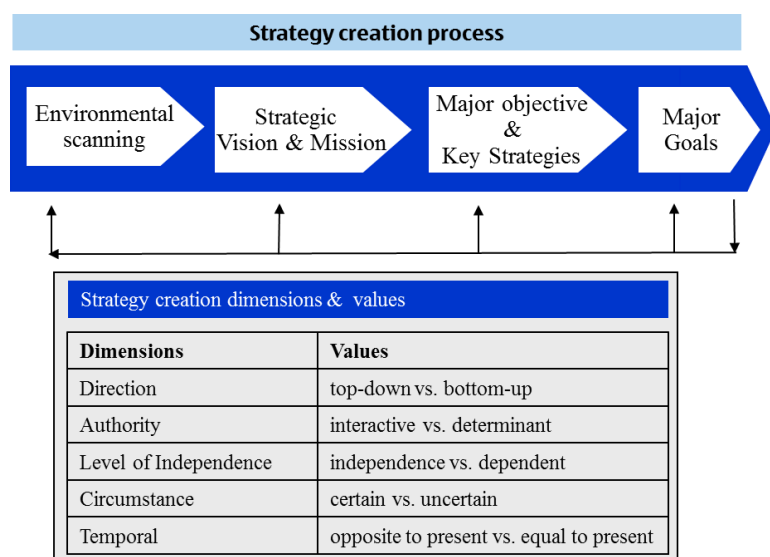 Strategy creation process
Environmental
scanning
Strategic
Vision & Mission
Major objective
&
Key Strategies
Major
Goals
Strategy creation dimensions & values
Dimensions Values
Direction top-down vs. bottom-up
Authority interactive vs. determinant
Level of Independence independence vs. dependent
Circumstance certain vs. uncertain
Temporal opposite to present vs. equal to present